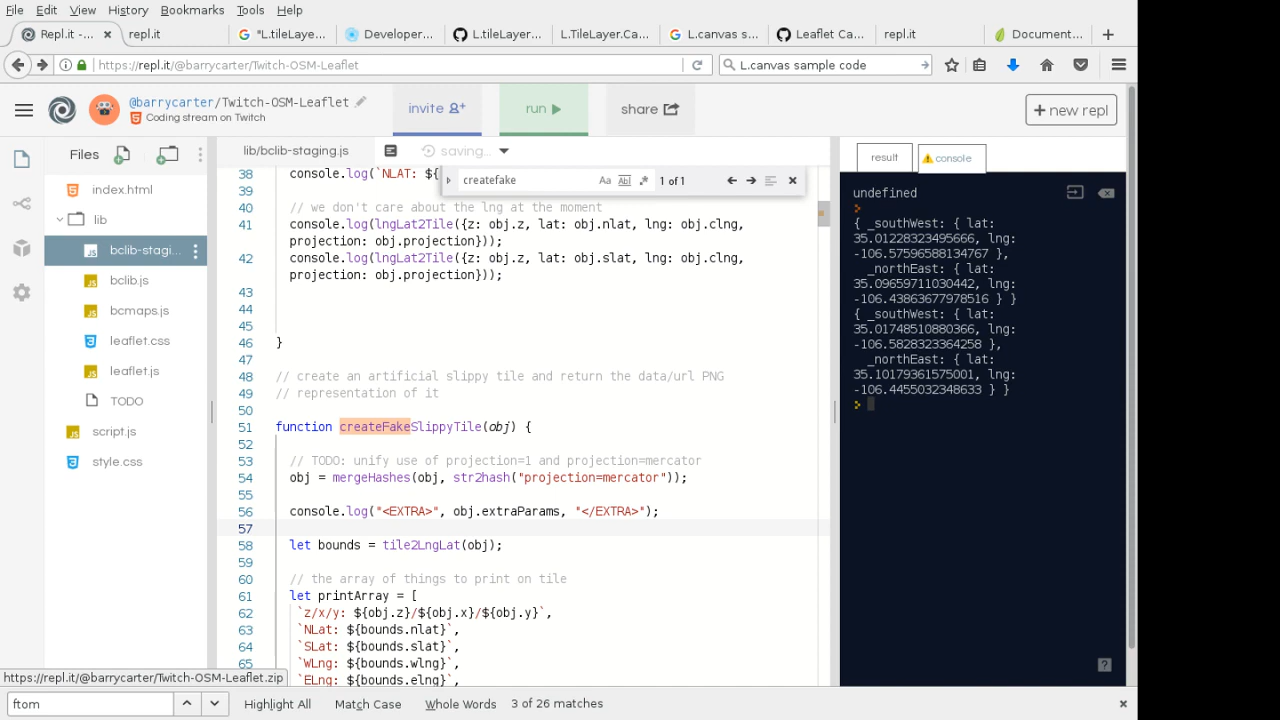 File Edit View History Bookmarks Tools Help
Repl.it -... × repl.it "L.tileLaye... Developer... L.tileLayer... L.TileLayer.Ca... L.canvas s... Leaflet Ca... repl.it Document...
https://repl.it/@barrycarter/Twitch-OSM-Leaflet L.canvas sample code
@barrycarter/Twitch-OSM-Leaflet
Coding stream on Twitch
invite run share + new repl
Files
index.html
lib
bclib-stagi...
bclib.js
bcmaps.js
leaflet.css
leaflet.js
TODO
script.js
style.css
lib/bclib-staging.js saving...
createfake Aa Abl .* 1 of 1
38 console.log(`NLAT: ${
39
40 // we don't care about the lng at the moment
41 console.log(lngLat2Tile({z: obj.z, lat: obj.nlat, lng: obj.clng,
projection: obj.projection}));
42 console.log(lngLat2Tile({z: obj.z, lat: obj.slat, lng: obj.clng,
projection: obj.projection}));
43
44
45
46 }
47
48 // create an artificial slippy tile and return the data/url PNG
49 // representation of it
50
51 function createFakeSlippyTile(obj) {
52
53 // TODO: unify use of projection=1 and projection=mercator
54 obj = mergeHashes(obj, str2hash("projection=mercator"));
55
56 console.log("<EXTRA>", obj.extraParams, "</EXTRA>");
57
58 let bounds = tile2LngLat(obj);
59
60 // the array of things to print on tile
61 let printArray = [
62 `z/x/y: ${obj.z}/${obj.x}/${obj.y}`,
63 `NLat: ${bounds.nlat}`,
64 `SLat: ${bounds.slat}`,
65 `WLng: ${bounds.wlng}`,
`ELng: ${bounds.elng}`,
result console
undefined
{ _southWest: { lat:
35.01228323495666, lng:
-106.57596588134767 },
_northEast: { lat:
35.09659711030442, lng:
-106.43863677978516 } }
{ _southWest: { lat:
35.01748510880366, lng:
-106.5828323364258 },
_northEast: { lat:
35.10179361575001, lng:
-106.4455032348633 } }
?
https://repl.it/@barrycarter/Twitch-OSM-Leaflet.zip
ftom Highlight All Match Case Whole Words 3 of 26 matches